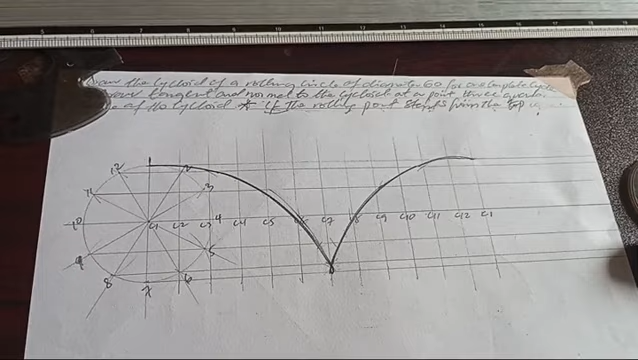 Draw the Cycloid of a rolling circle of diameter 60 for one complete cycle
draw tangent and normal to the cycloid at a point three quarter
of the cycloid if the rolling point starts from the top
12 2
11 3
10 C1 C2 C3 4 C4 C5 C6 C7 C8 C9 C10 C11 C12 C1
9 5
8 6
7